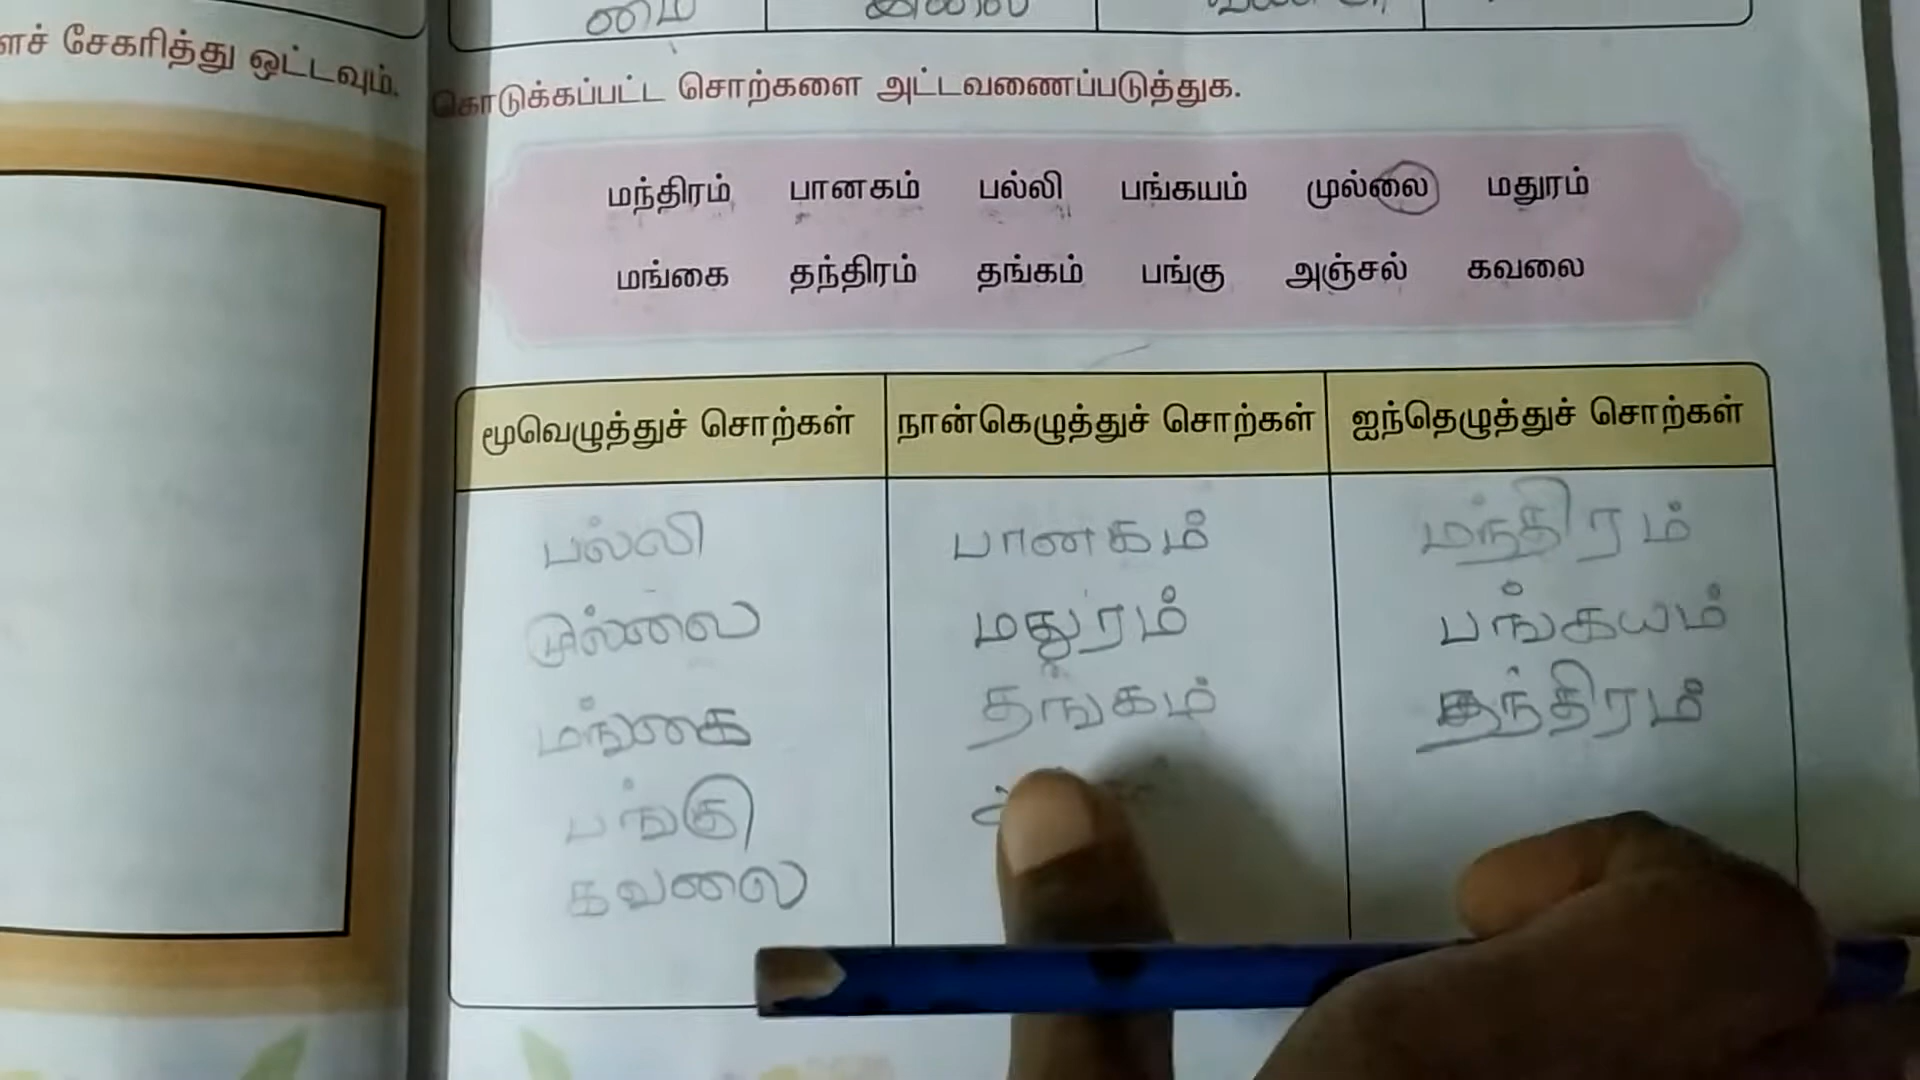 சேகரித்து ஒட்டவும்.
கொடுக்கப்பட்ட சொற்களை அட்டவணைப்படுத்துக.
மந்திரம் பானகம் பல்லி பங்கயம் முல்லை மதுரம்
மங்கை தந்திரம் தங்கம் பங்கு அஞ்சல் கவலை
மூவெழுத்துச் சொற்கள் நான்கெழுத்துச் சொற்கள் ஐந்தெழுத்துச் சொற்கள்
பல்லி பானகம் மந்திரம்
முல்லை மதுரம் பங்கயம்
மங்கை தங்கம் தந்திரம்
பங்கு
கவலை